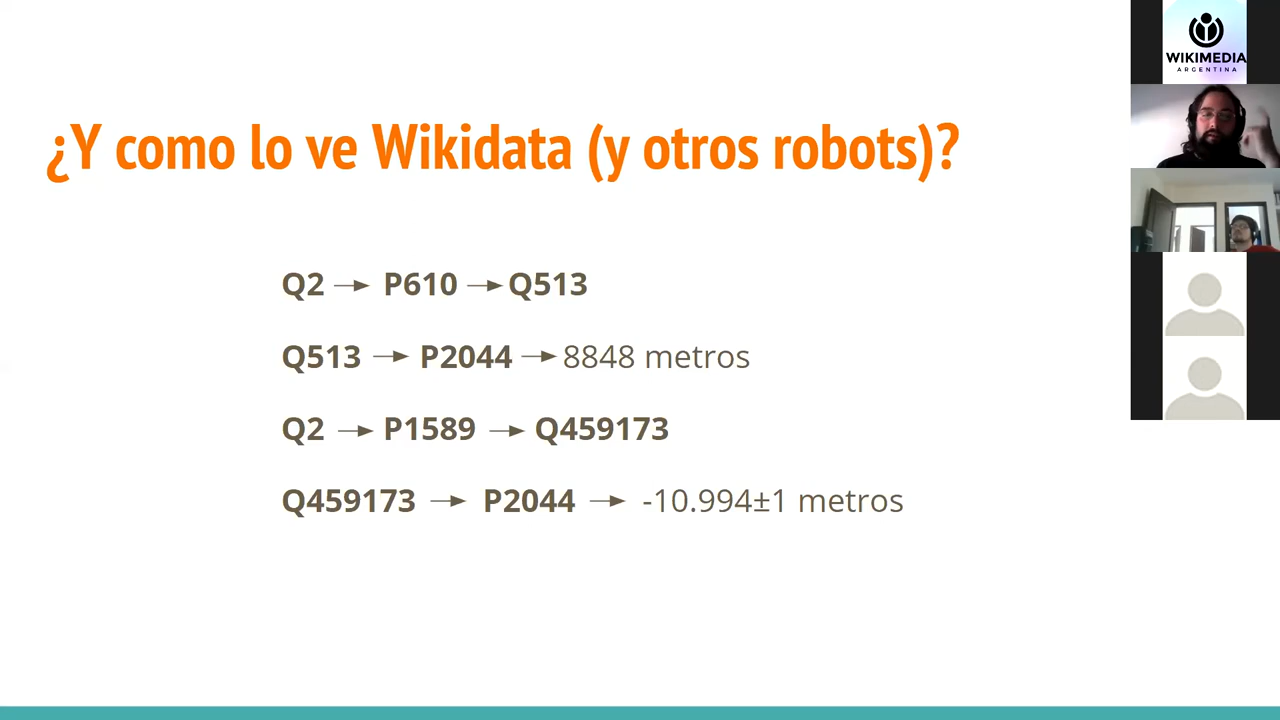 ¿Y como lo ve Wikidata (y otros robots)?
Q2 → P610 → Q513
Q513 → P2044 → 8848 metros
Q2 → P1589 → Q459173
Q459173 → P2044 → -10.994±1 metros
WIKIMEDIA
ARGENTINA